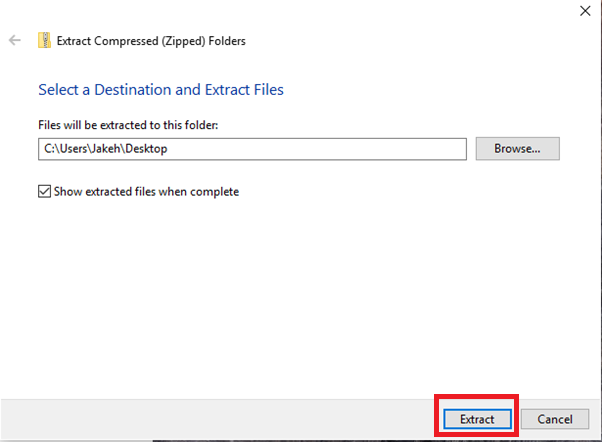 Extract Compressed (Zipped) Folders
Select a Destination and Extract Files
Files will be extracted to this folder:
C:\Users\Jakeh\Desktop
Browse...
Show extracted files when complete
Extract
Cancel